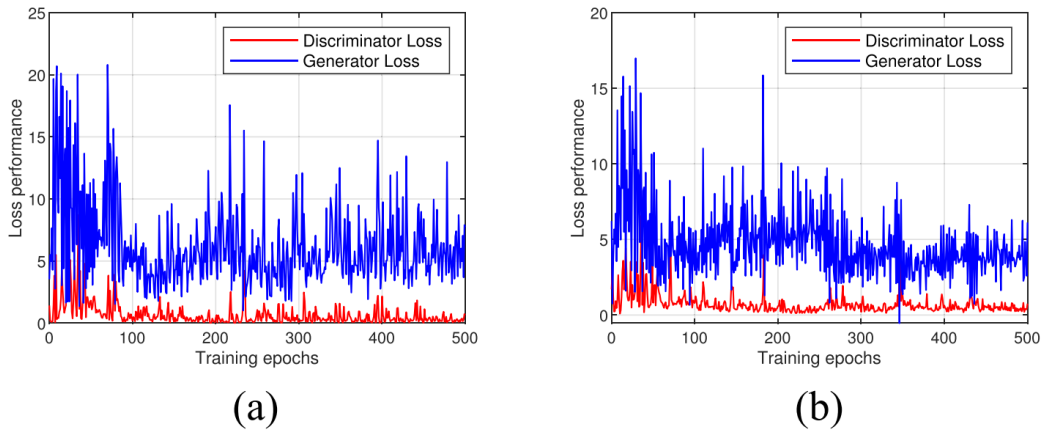 25
20
15
10
5
0
Loss performance
Discriminator Loss
Generator Loss
0 100 200 300 400 500
Training epochs
(a)
20
15
10
5
0
Loss performance
Discriminator Loss
Generator Loss
0 100 200 300 400 500
Training epochs
(b)